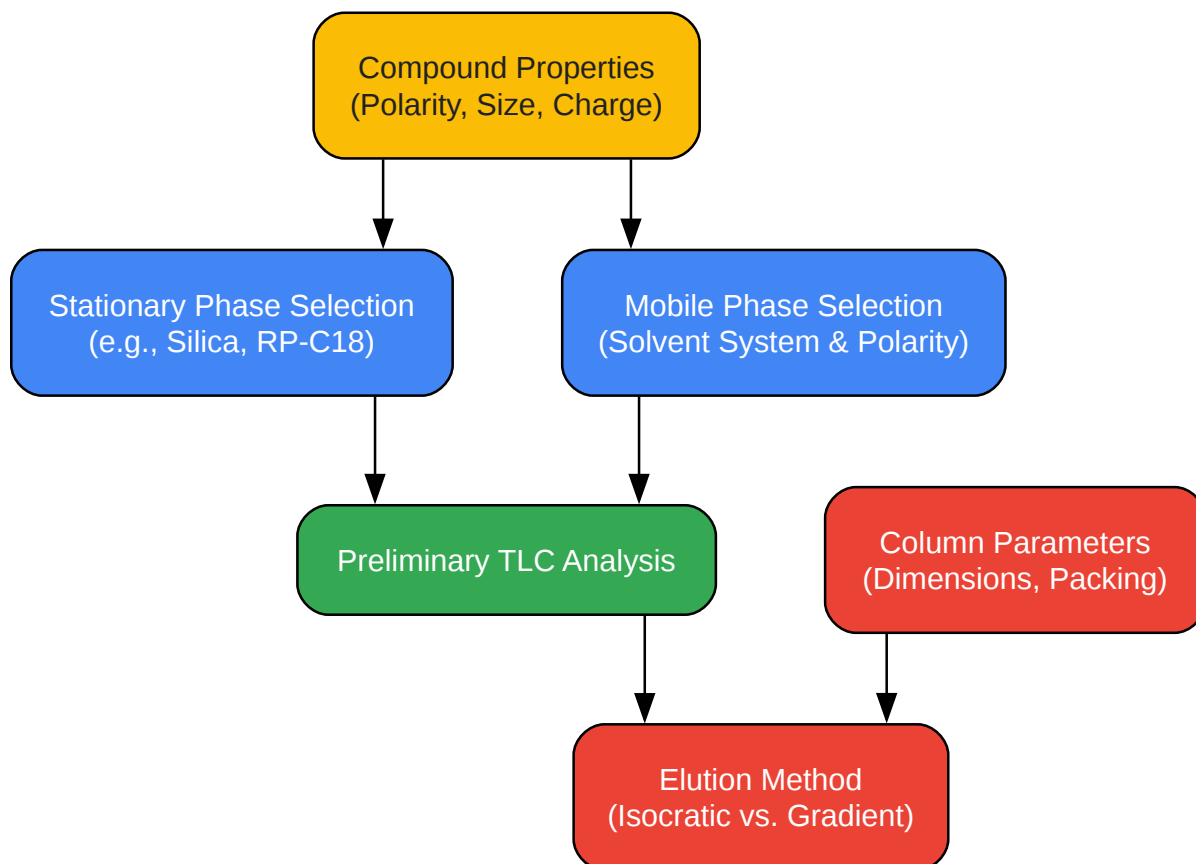 Compound Properties
(Polarity, Size, Charge)
Stationary Phase Selection
(e.g., Silica, RP-C18)
Mobile Phase Selection
(Solvent System & Polarity)
Preliminary TLC Analysis
Column Parameters
(Dimensions, Packing)
Elution Method
(Isocratic vs. Gradient)